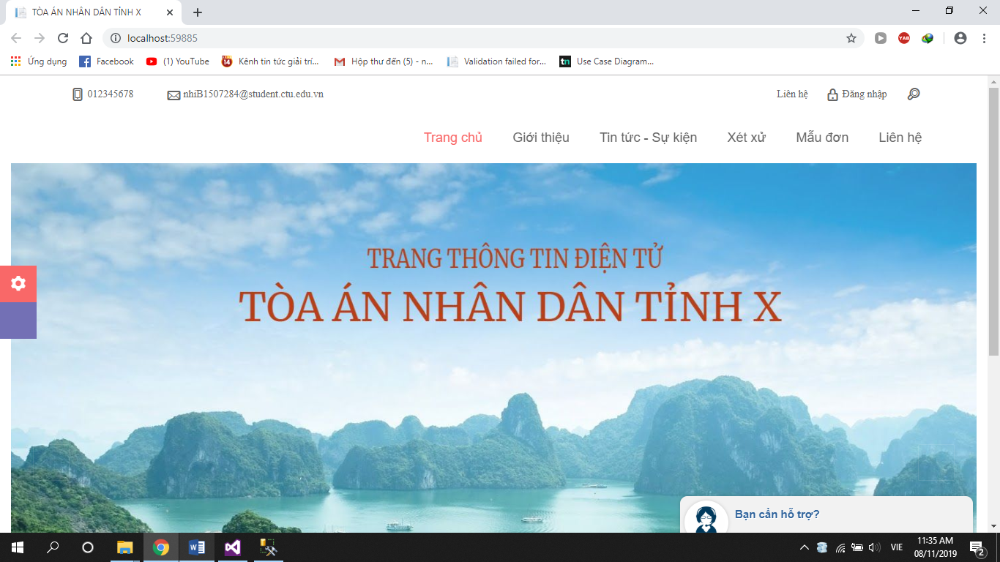 TÒA ÁN NHÂN DÂN TỈNH X
localhost:59885
YAB
Ứng dụng Facebook (1) YouTube 14 Kênh tin tức giải trí... Hộp thư đến (5) - n... Validation failed for... tn Use Case Diagram...
012345678 nhiB1507284@student.ctu.edu.vn Liên hệ Đăng nhập
Trang chủ Giới thiệu Tin tức - Sự kiện Xét xử Mẫu đơn Liên hệ
TRANG THÔNG TIN ĐIỆN TỬ
TÒA ÁN NHÂN DÂN TỈNH X
Bạn cần hỗ trợ?
VIE 11:35 AM
08/11/2019 2